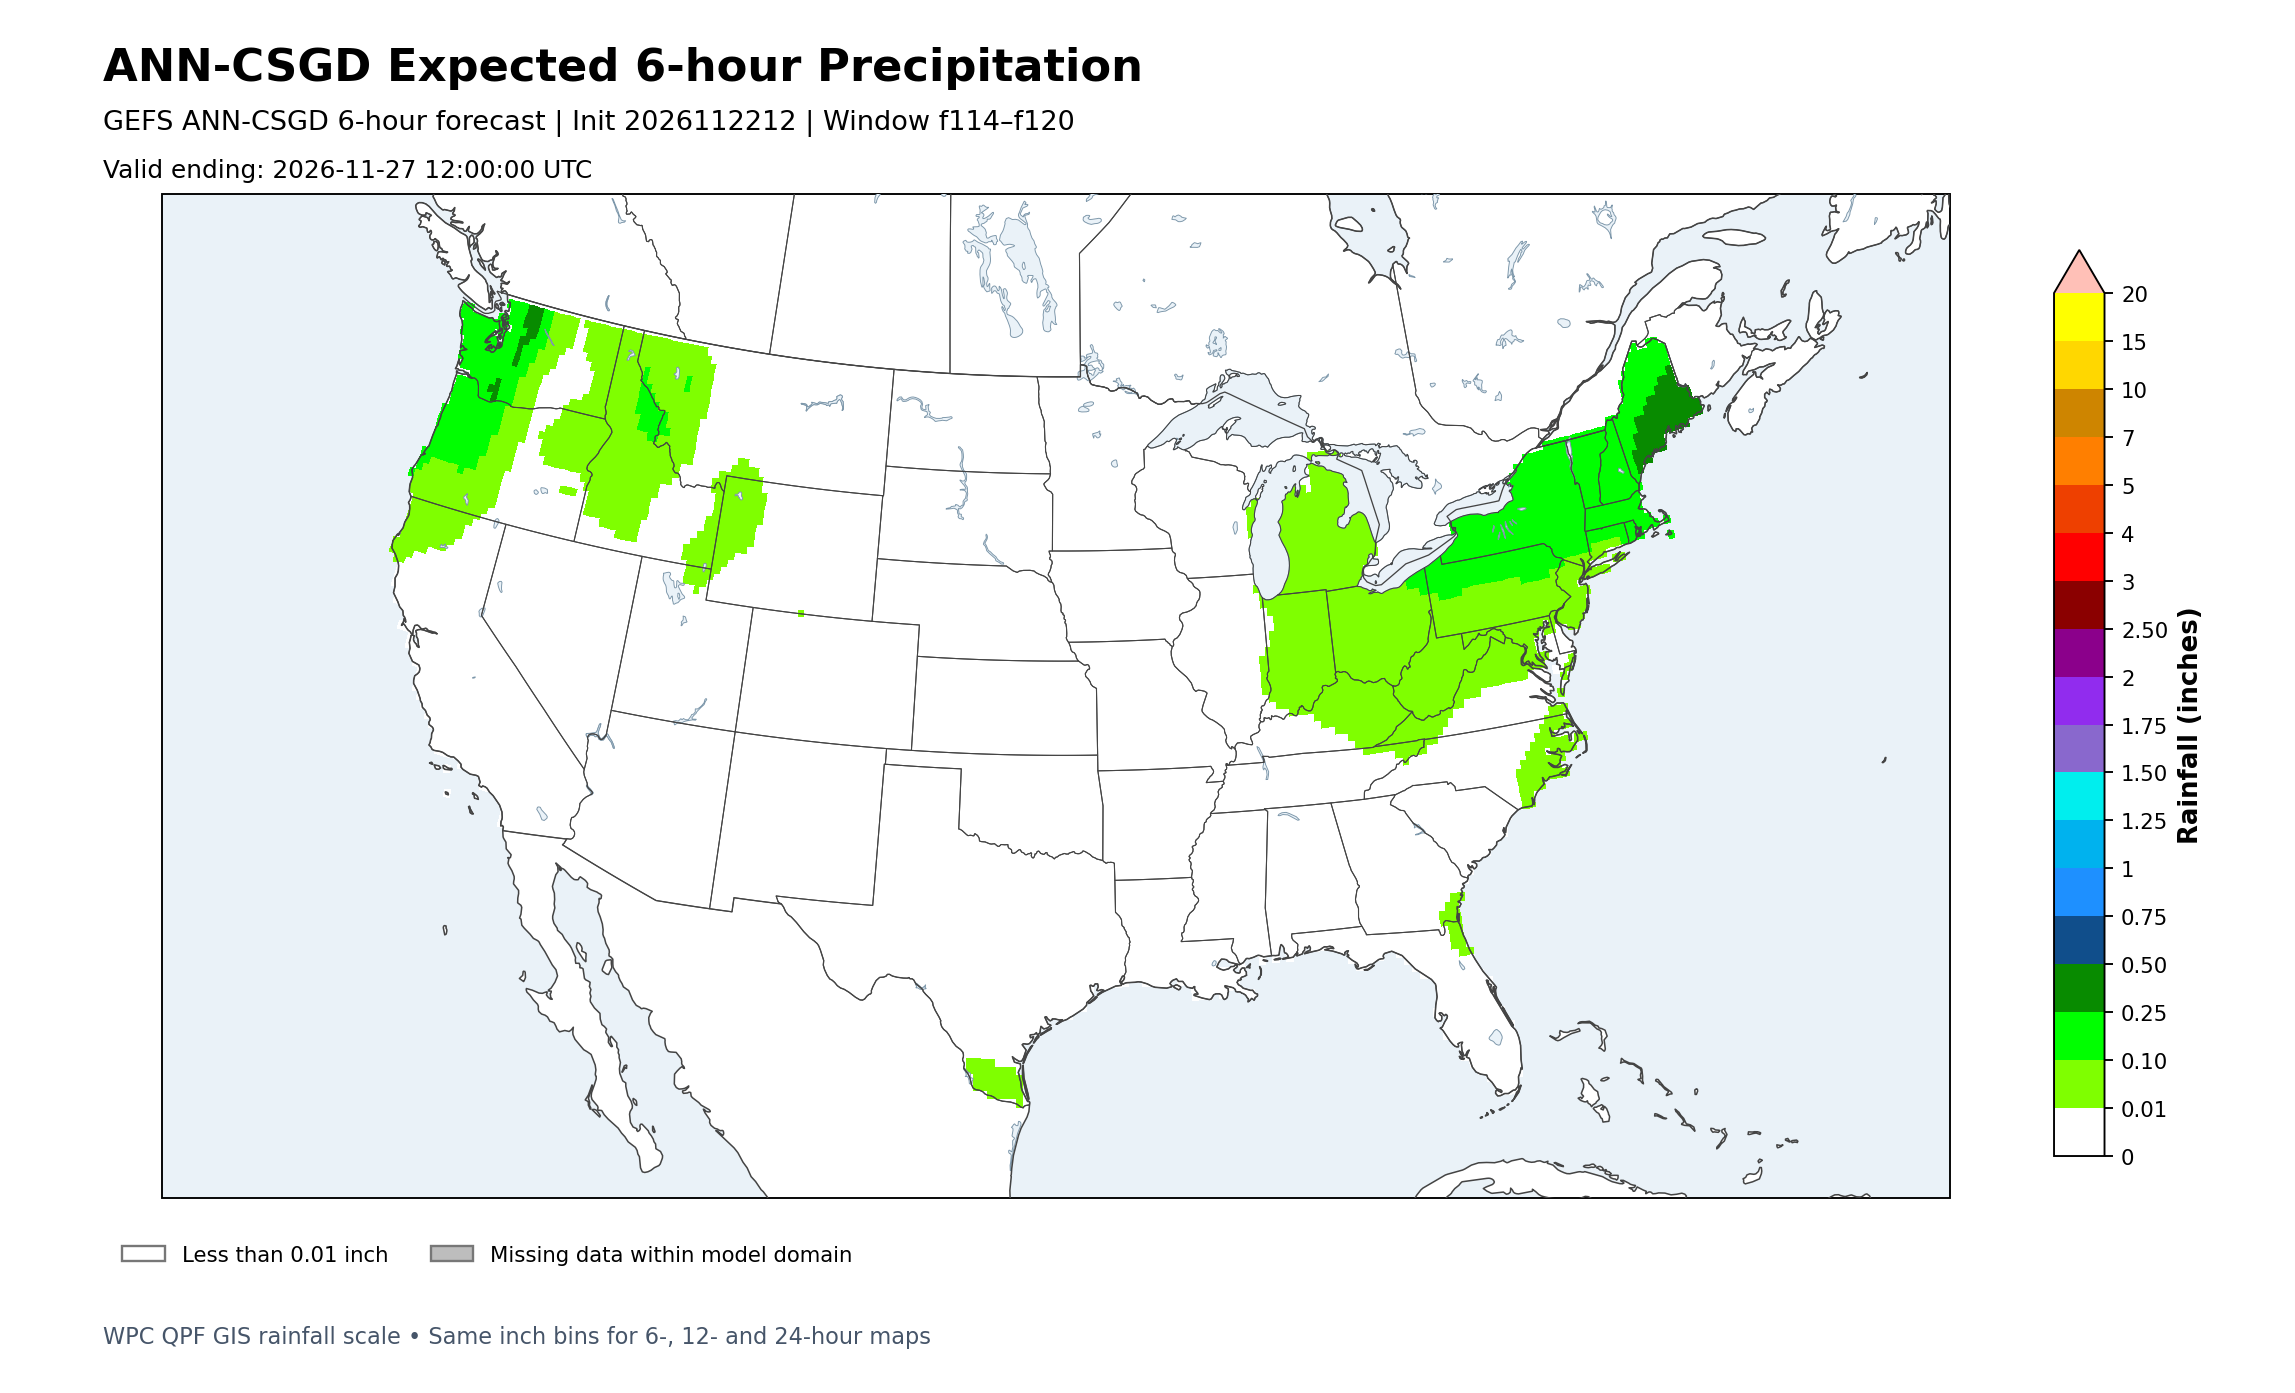 ANN-CSGD Expected 6-hour Precipitation
GEFS ANN-CSGD 6-hour forecast | Init 2026112212 | Window f114–f120
Valid ending: 2026-11-27 12:00:00 UTC
20
15
10
7
5
4
3
2.50
2
1.75
1.50
1.25
1
0.75
0.50
0.25
0.10
0.01
0
Rainfall (inches)
Less than 0.01 inch
Missing data within model domain
WPC QPF GIS rainfall scale • Same inch bins for 6-, 12- and 24-hour maps